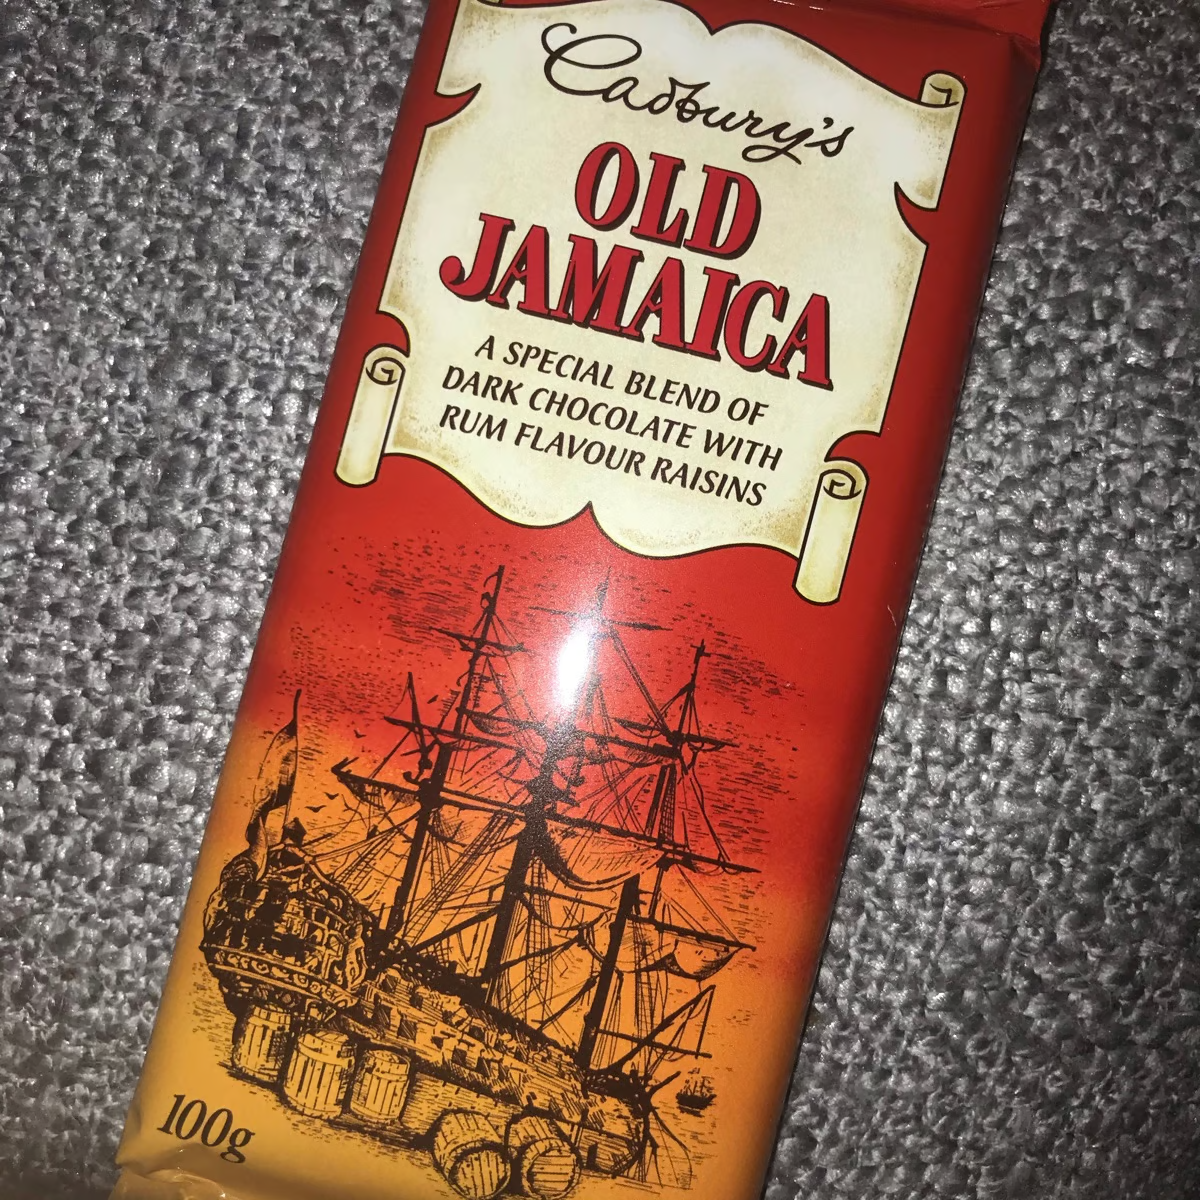 Cadbury's
OLD
JAMAICA
A SPECIAL BLEND OF
DARK CHOCOLATE WITH
RUM FLAVOUR RAISINS
100g